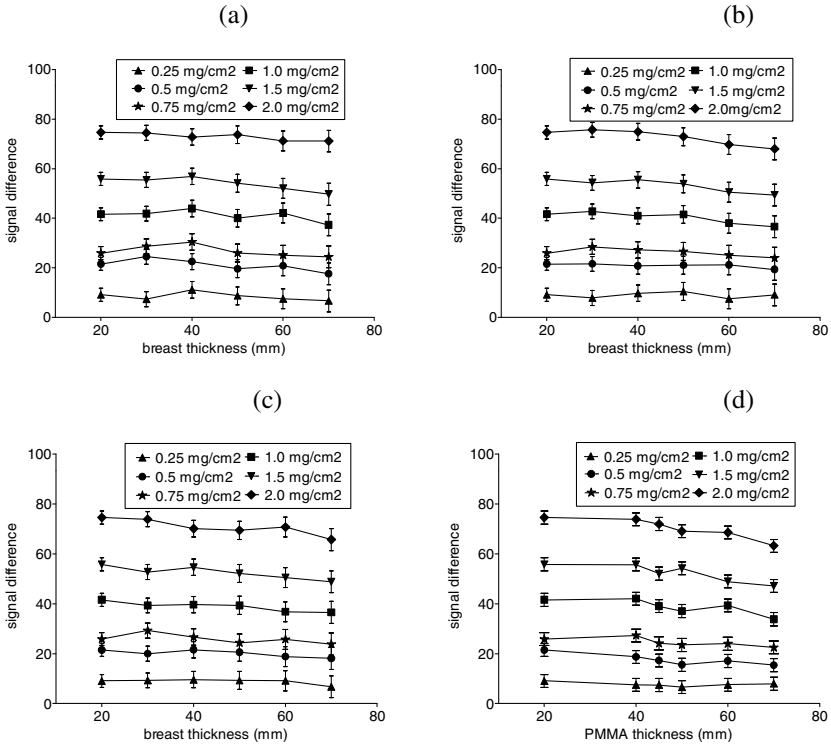 (a)
100
80
60
40
20
0
signal difference
0.25 mg/cm2 1.0 mg/cm2
0.5 mg/cm2 1.5 mg/cm2
0.75 mg/cm2 2.0 mg/cm2
20 40 60 80
breast thickness (mm)
(b)
100
80
60
40
20
0
signal difference
0.25 mg/cm2 1.0 mg/cm2
0.5 mg/cm2 1.5 mg/cm2
0.75 mg/cm2 2.0mg/cm2
20 40 60 80
breast thickness (mm)
(c)
100
80
60
40
20
0
signal difference
0.25 mg/cm2 1.0 mg/cm2
0.5 mg/cm2 1.5 mg/cm2
0.75 mg/cm2 2.0 mg/cm2
20 40 60 80
breast thickness (mm)
(d)
100
80
60
40
20
0
signal difference
0.25 mg/cm2 1.0 mg/cm2
0.5 mg/cm2 1.5 mg/cm2
0.75 mg/cm2 2.0 mg/cm2
20 40 60 80
PMMA thickness (mm)